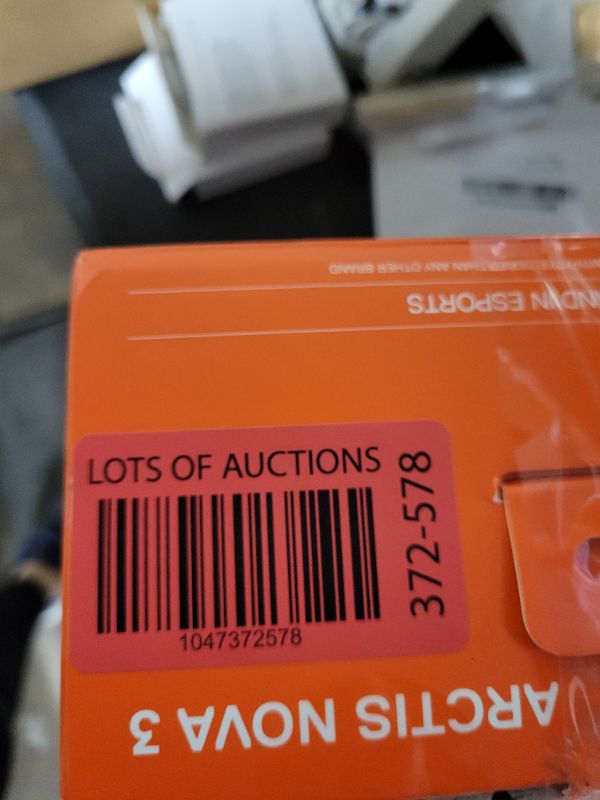 LOTS OF AUCTIONS
372-578
1047372578
ARCTIS NOVA 3
ESPORTS
THAN ANY OTHER BRAND